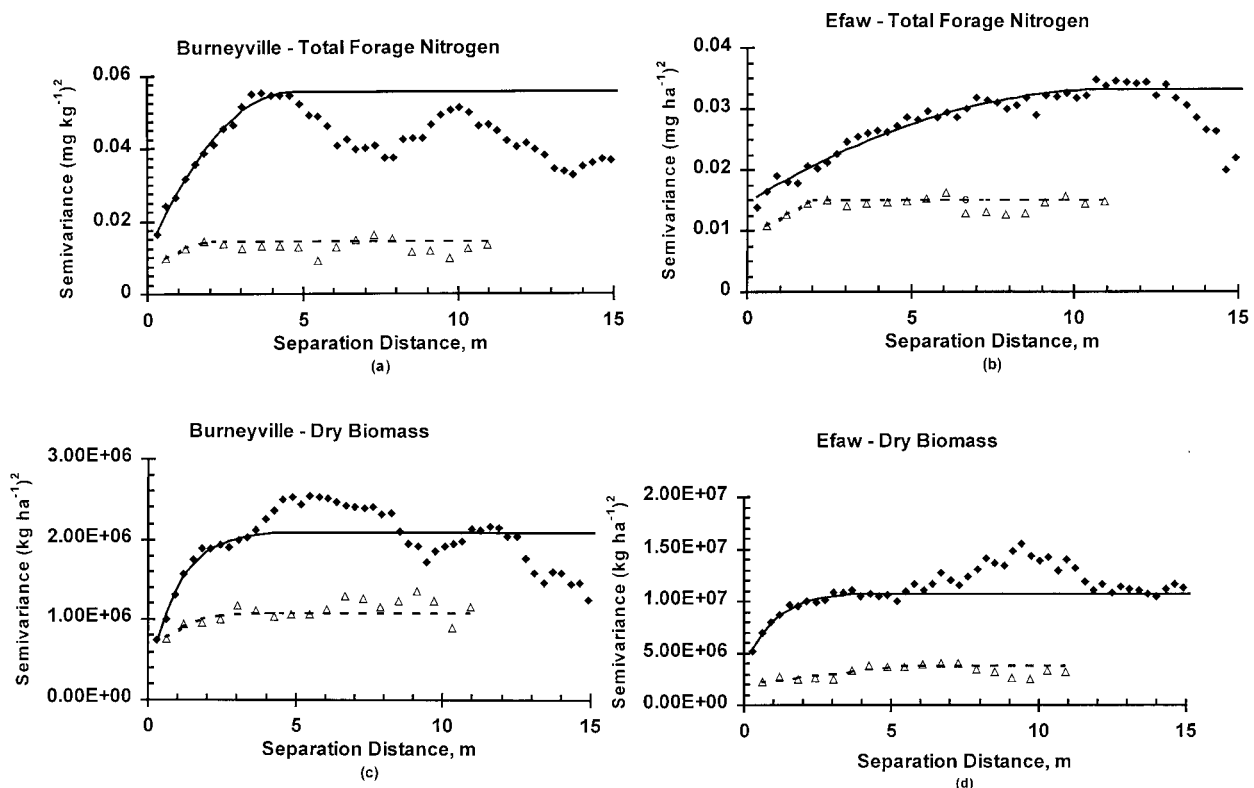 Burneyville - Total Forage Nitrogen
Semivariance (mg kg⁻¹)²
0.06
0.04
0.02
0
0 5 10 15
Separation Distance, m
(a)
Efaw - Total Forage Nitrogen
Semivariance (mg ha⁻¹)²
0.04
0.03
0.02
0.01
0
0 5 10 15
Separation Distance, m
(b)
Burneyville - Dry Biomass
Semivariance (kg ha⁻¹)²
3.00E+06
2.00E+06
1.00E+06
0.00E+00
0 5 10 15
Separation Distance, m
(c)
Efaw - Dry Biomass
Semivariance (kg ha⁻¹)²
2.00E+07
1.50E+07
1.00E+07
5.00E+06
0.00E+00
0 5 10 15
Separation Distance, m
(d)